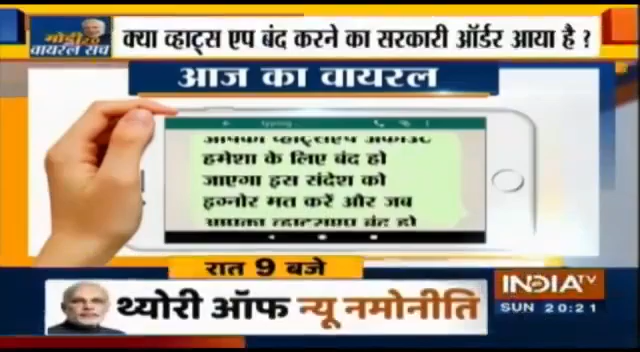 मोदी
वायरल सच
क्या व्हाट्स एप बंद करने का सरकारी ऑर्डर आया है ?
आज का वायरल
हमेशा के लिए बंद हो
जाएगा इस संदेश को
इग्नोर मत करें और जब
रात 9 बजे
थ्योरी ऑफ न्यू नमोनीति
INDIA TV
SUN 20:21